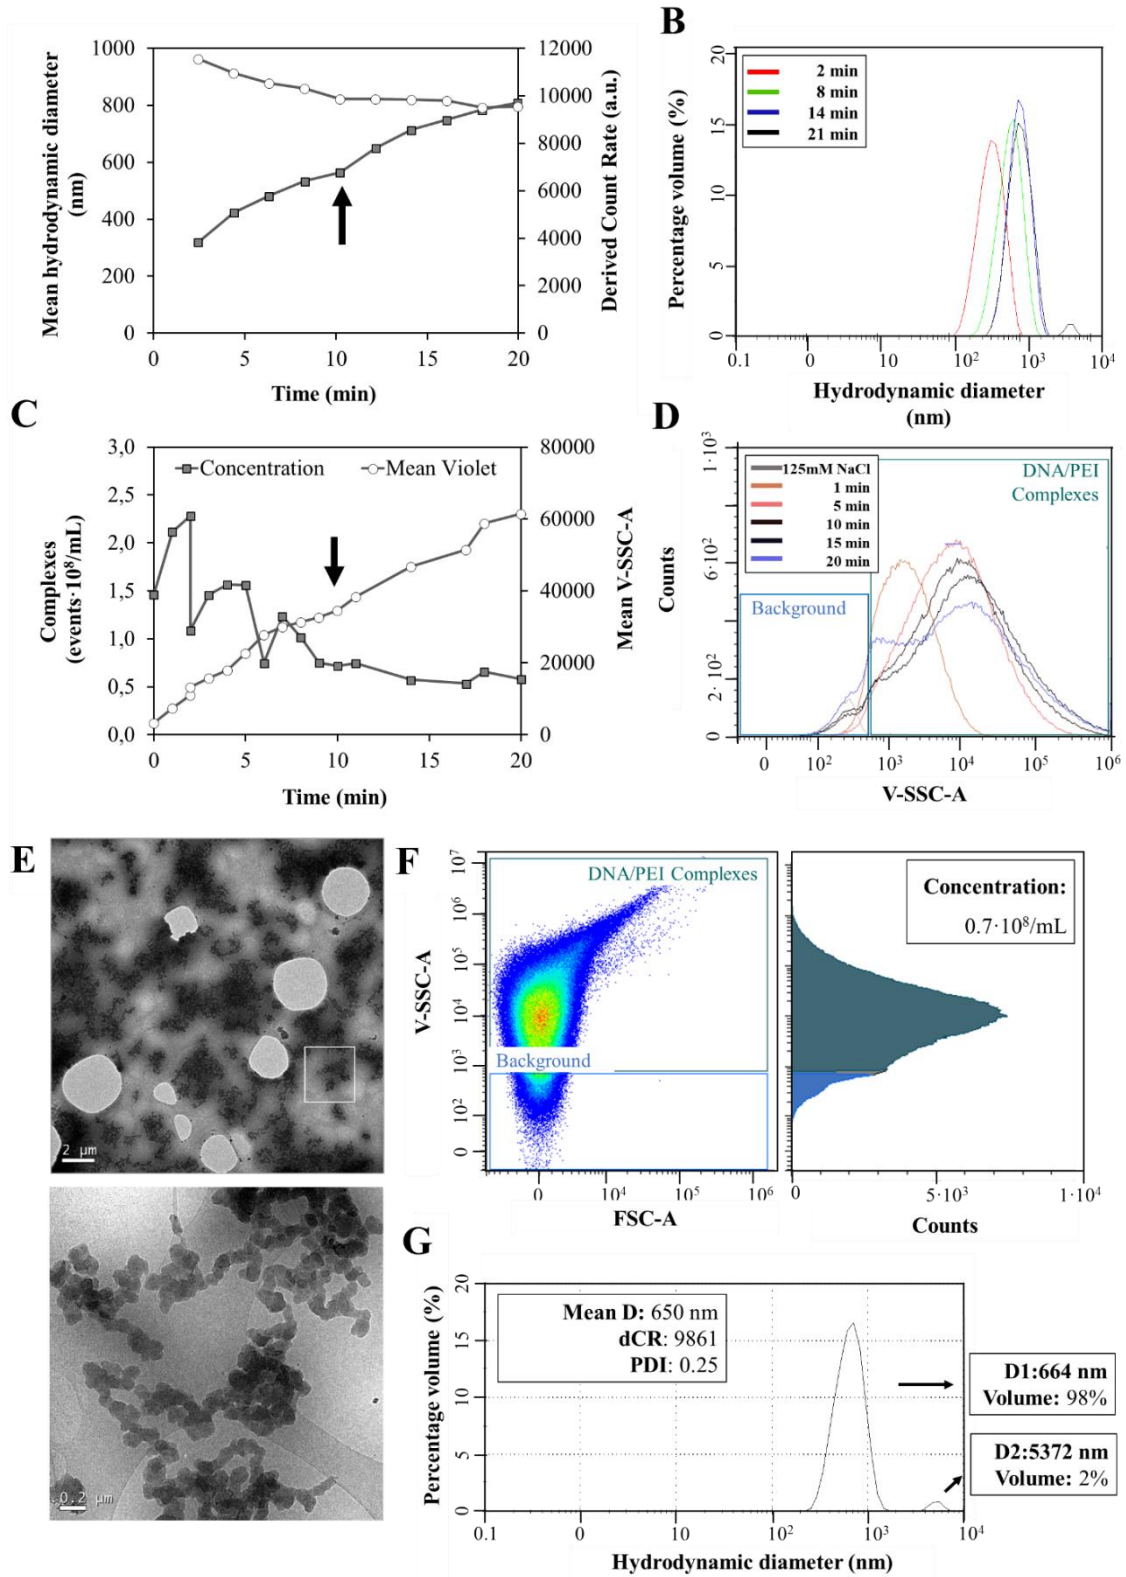 B
Mean hydrodynamic diameter
(nm)
1000
800
600
400
200
0
12000
10000
8000
6000
4000
2000
0
Derived Count Rate (a.u.)
0
5
10
15
20
Time (min)
Percentage volume (%)
20
15
10
5
0
2 min
8 min
14 min
21 min
0.1
0
10
10²
10³
10⁴
Hydrodynamic diameter
(nm)
C
Complexes
(events·10⁸/mL)
3,0
2,5
2,0
1,5
1,0
0,5
0,0
Concentration
Mean Violet
80000
60000
40000
20000
0
Mean V-SSC-A
0
5
10
15
20
Time (min)
D
Counts
1·10³
6·10²
2·10²
0
125mM NaCl
1 min
5 min
10 min
15 min
20 min
DNA/PEI
Complexes
Background
0
10²
10³
10⁴
10⁵
10⁶
V-SSC-A
E
2 μm
0.2 μm
F
V-SSC-A
10⁷
10⁶
10⁵
10⁴
10³
10²
0
DNA/PEI Complexes
Background
0
10⁴
10⁵
10⁶
FSC-A
Concentration:
0.7·10⁸/mL
0
5·10³
1·10⁴
Counts
G
Percentage volume (%)
20
15
10
5
0
Mean D: 650 nm
dCR: 9861
PDI: 0.25
D1:664 nm
Volume: 98%
D2:5372 nm
Volume: 2%
0.1
0
10
10²
10³
10⁴
Hydrodynamic diameter (nm)